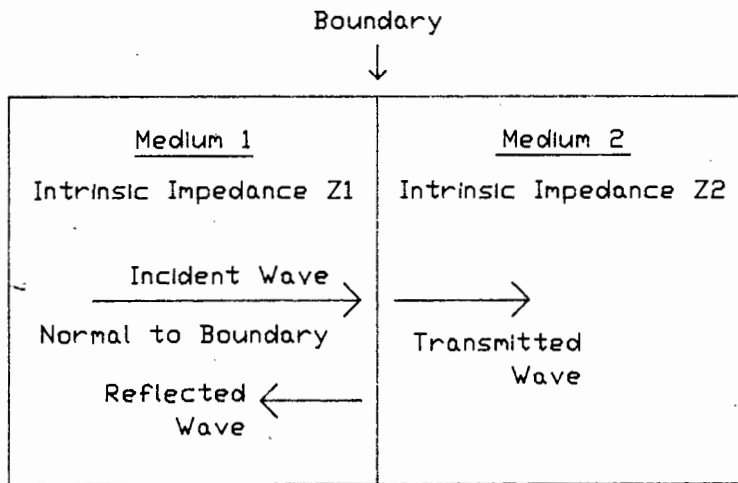 Boundary
Medium 1
Intrinsic Impedance Z1
Incident Wave
Normal to Boundary
Reflected
Wave
Medium 2
Intrinsic Impedance Z2
Transmitted
Wave